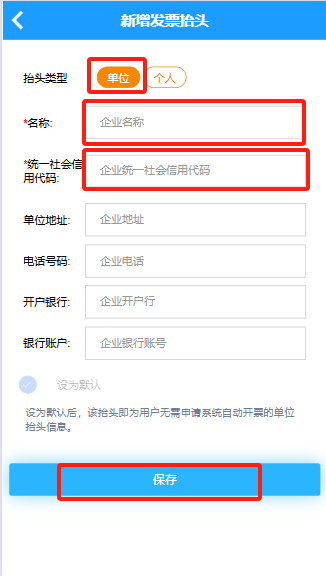 新增发票抬头
抬头类型 单位 个人
*名称: 企业名称
*统一社会信
用代码: 企业统一社会信用代码
单位地址: 企业地址
电话号码: 企业电话
开户银行: 企业开户行
银行账户: 企业银行账号
设为默认
设为默认后，该抬头即为用户无需申请系统自动开票的单位
抬头信息。
保存